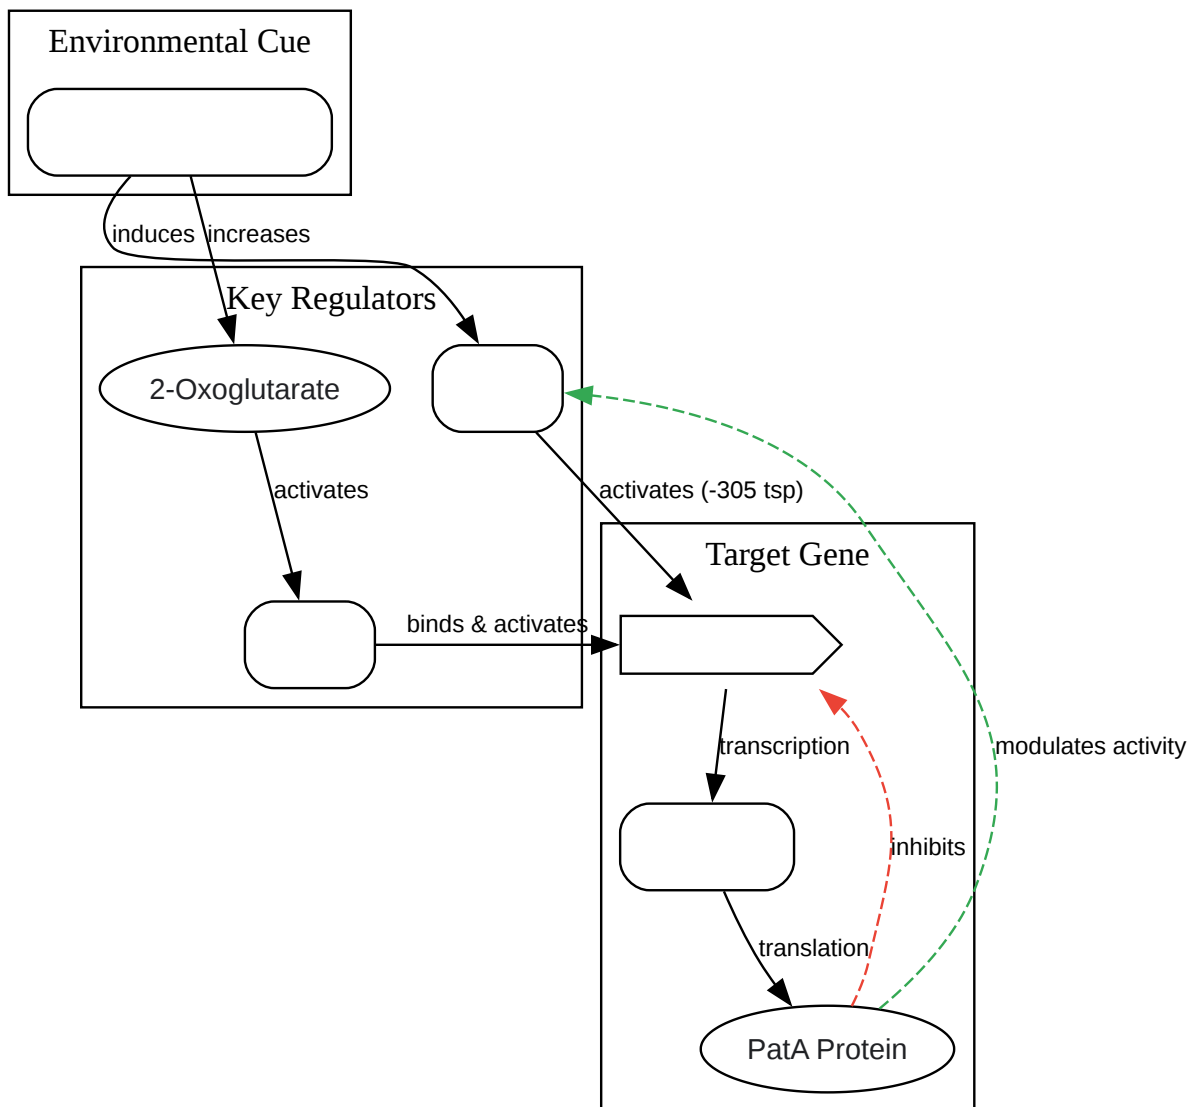 Environmental Cue
induces
increases
Key Regulators
2-Oxoglutarate
activates
activates (-305 tsp)
Target Gene
binds & activates
transcription
modulates activity
inhibits
translation
PatA Protein